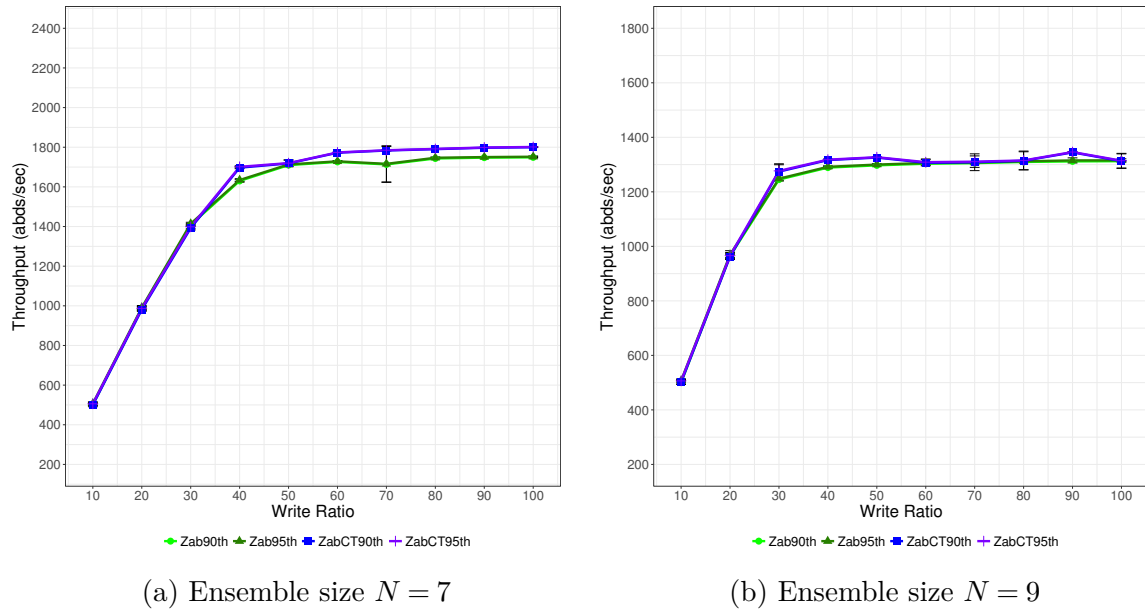 2400
2200
2000
1800
1600
1400
1200
1000
800
600
400
200
Throughput (abds/sec)
10 20 30 40 50 60 70 80 90 100
Write Ratio
Zab90th Zab95th ZabCT90th ZabCT95th
(a) Ensemble size N = 7
1800
1600
1400
1200
1000
800
600
400
200
Throughput (abds/sec)
10 20 30 40 50 60 70 80 90 100
Write Ratio
Zab90th Zab95th ZabCT90th ZabCT95th
(b) Ensemble size N = 9